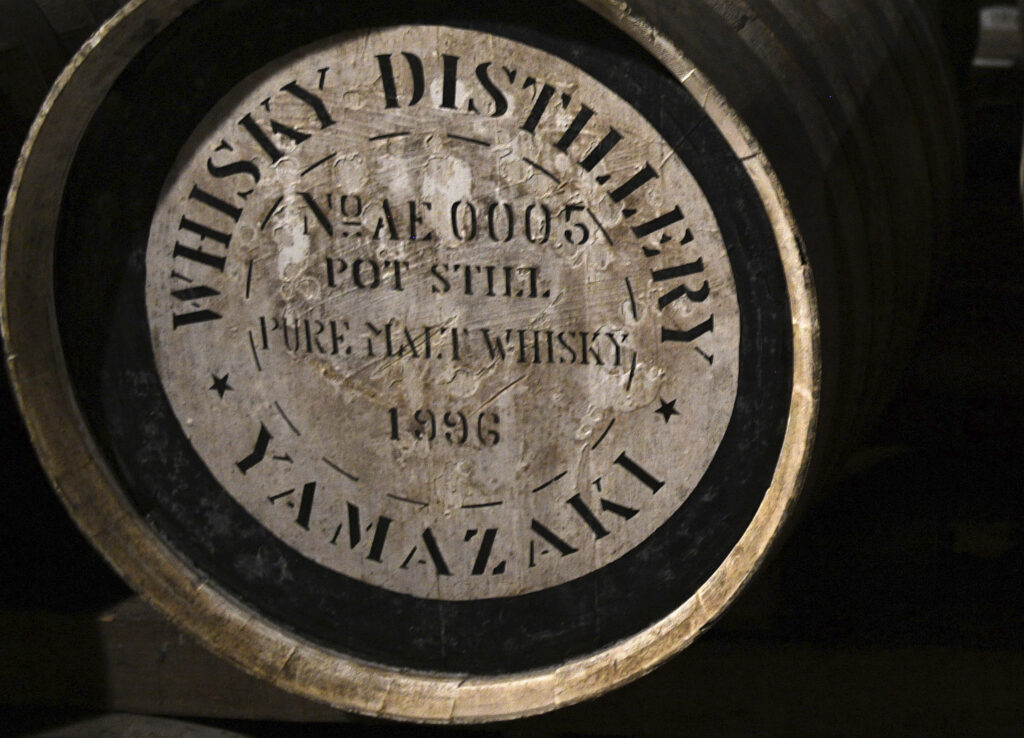 WHISKY DISTILLERY
Nº AE 0005
POT STILL
PURE MALT WHISKY
1996
YAMAZAKI